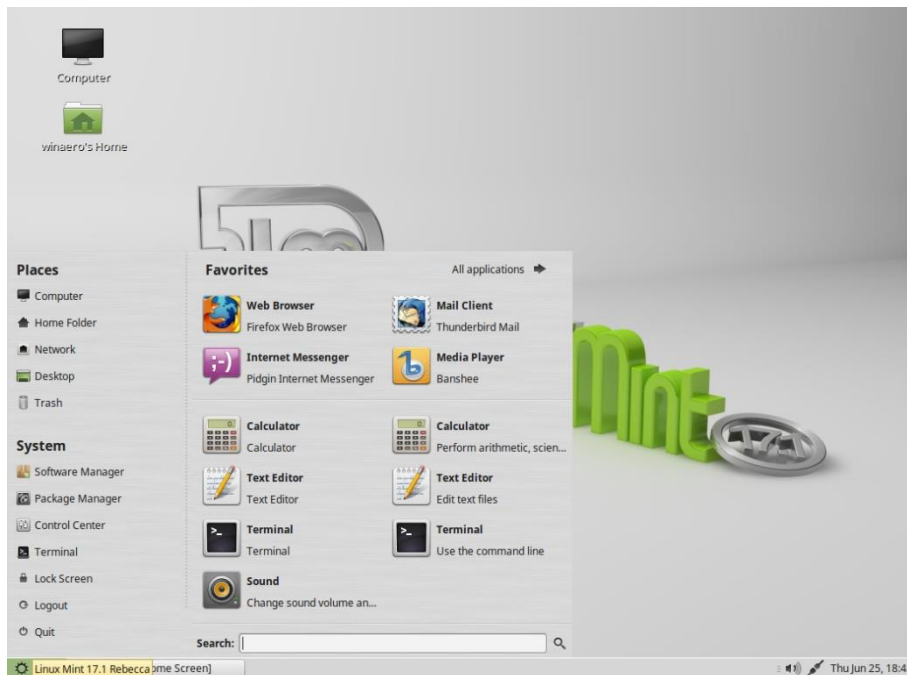 Computer
winaero's Home
Places
Computer
Home Folder
Network
Desktop
Trash
System
Software Manager
Package Manager
Control Center
Terminal
Lock Screen
Logout
Quit
Favorites
All applications
Web Browser
Firefox Web Browser
Mail Client
Thunderbird Mail
Internet Messenger
Pidgin Internet Messenger
Media Player
Banshee
Calculator
Calculator
Calculator
Perform arithmetic, scien...
Text Editor
Text Editor
Text Editor
Edit text files
Terminal
Terminal
Terminal
Use the command line
Sound
Change sound volume an...
Search:
mint
17.1
Linux Mint 17.1 Rebecca
ome Screen]
Thu Jun 25, 18:4